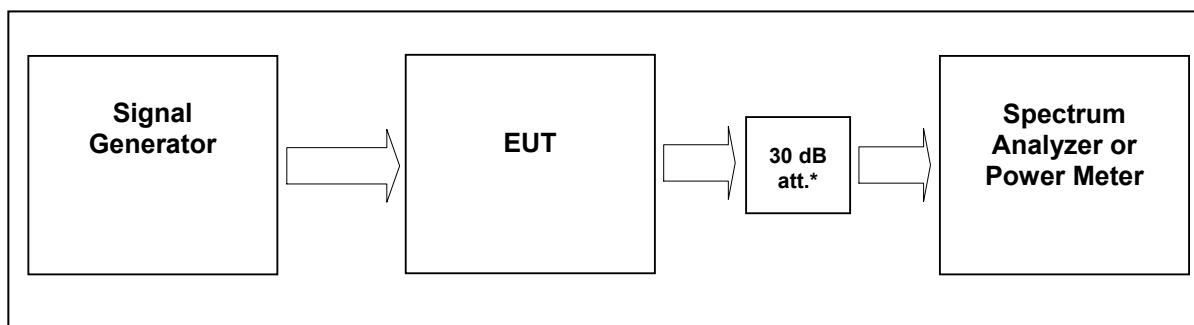 Signal
Generator
EUT
30 dB
att.*
Spectrum
Analyzer or
Power Meter